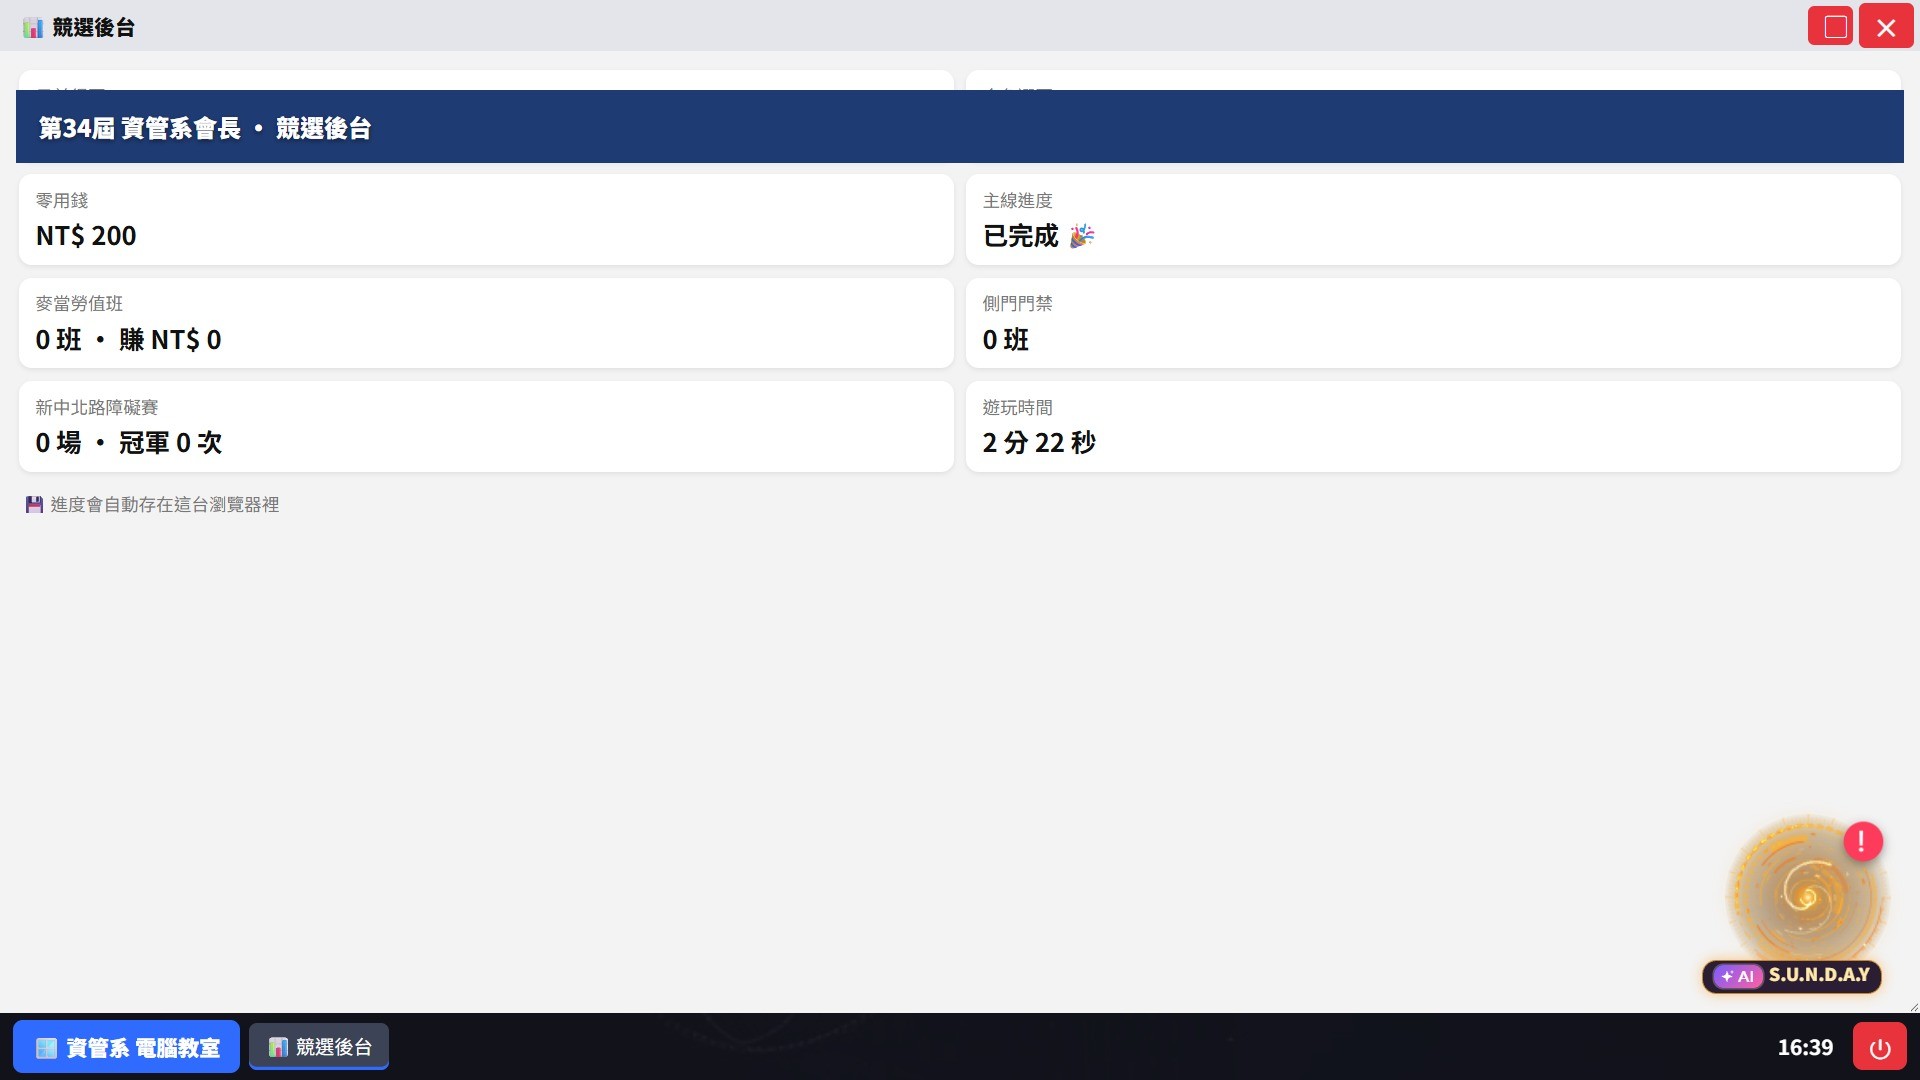 競選後台
第34屆 資管系會長 · 競選後台
零用錢
NT$ 200
主線進度
已完成 🎉
麥當勞值班
0 班 · 賺 NT$ 0
側門門禁
0 班
新中北路障礙賽
0 場 · 冠軍 0 次
遊玩時間
2 分 22 秒
進度會自動存在這台瀏覽器裡
!
AI S.U.N.D.A.Y
資管系 電腦教室
競選後台
16:39